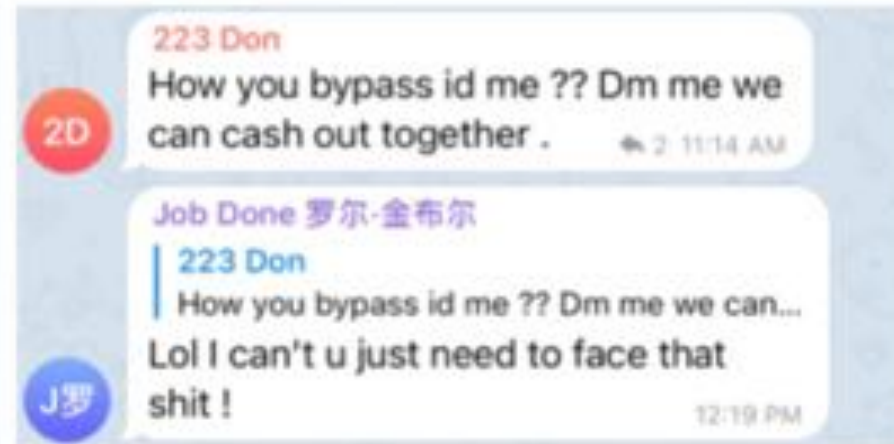 223 Don
How you bypass id me ?? Dm me we
can cash out together .
2 11:14 AM
2D
Job Done 罗尔-金布尔
223 Don
How you bypass id me ?? Dm me we can...
Lol I can't u just need to face that
shit !
12:19 PM
J罗